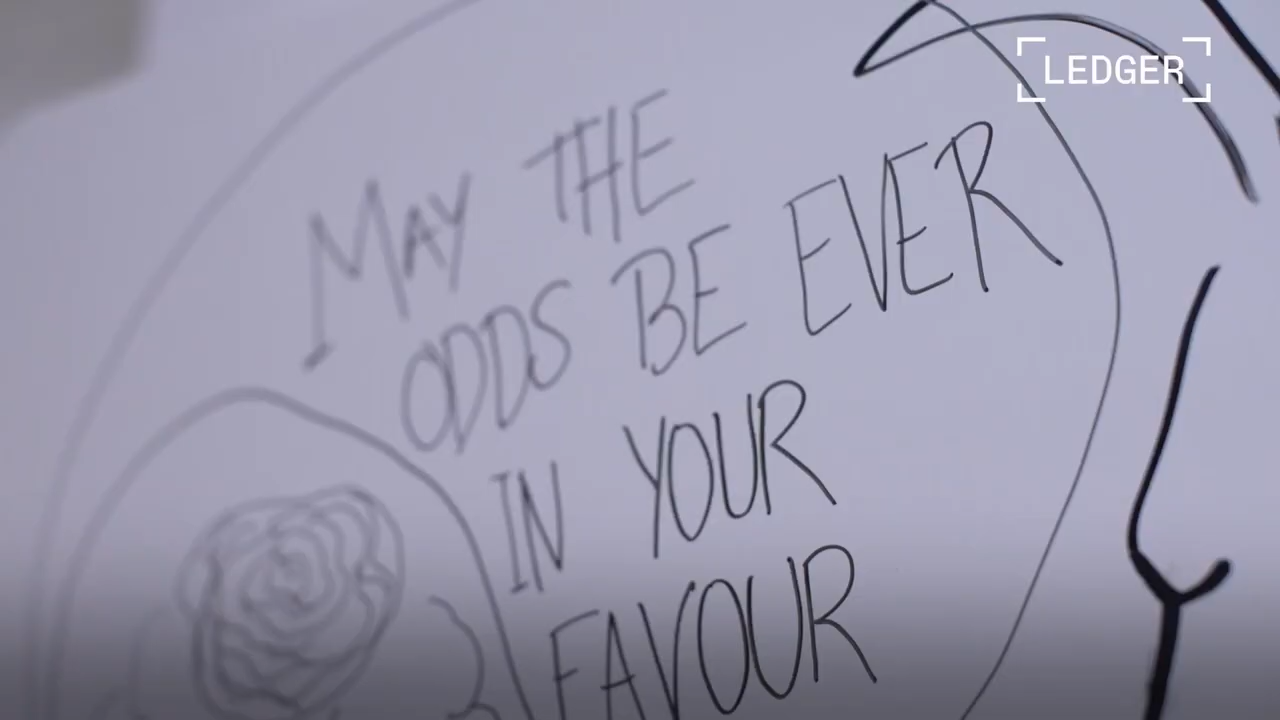 LEDGER
MAY THE
ODDS BE EVER
IN YOUR
FAVOUR